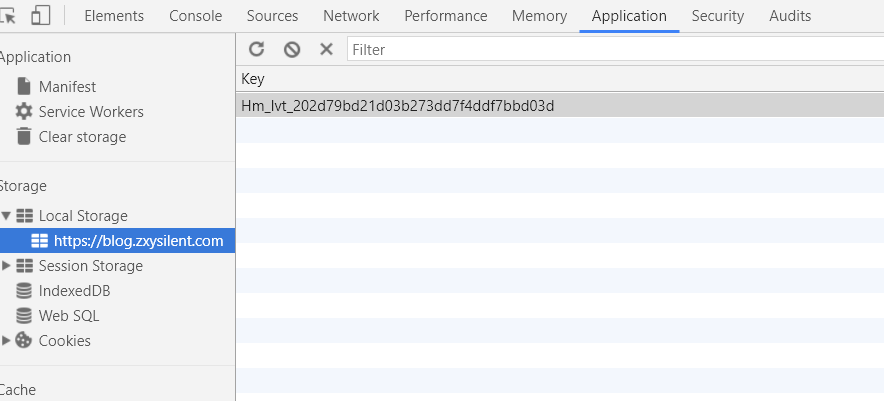 Elements Console Sources Network Performance Memory Application Security Audits
Application
Manifest
Service Workers
Clear storage
Storage
Local Storage
https://blog.zxysilent.com
Session Storage
IndexedDB
Web SQL
Cookies
Cache
Filter
Key
Hm_lvt_202d79bd21d03b273dd7f4ddf7bbd03d